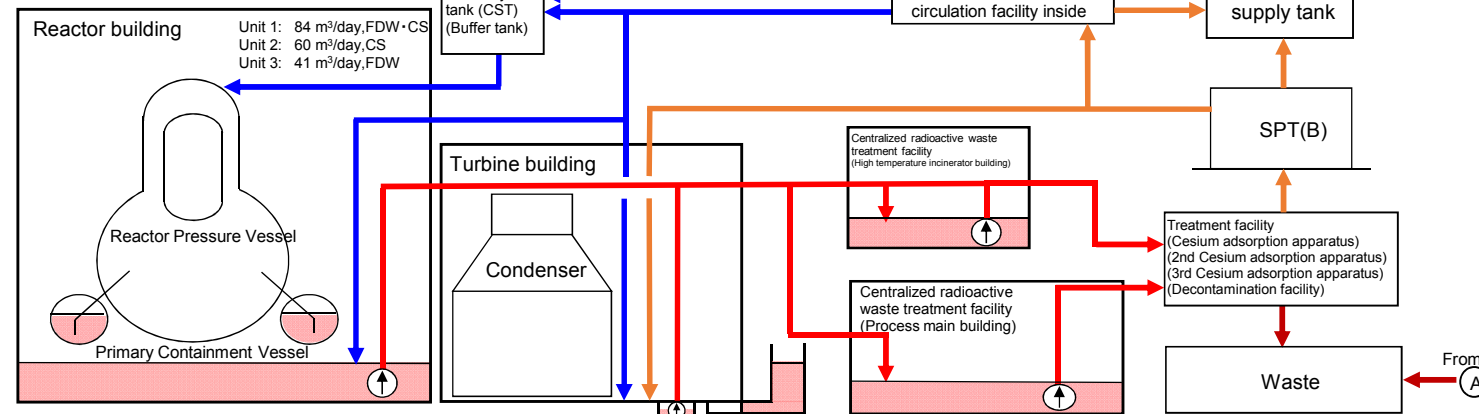 Reactor building
Unit 1: 84 m³/day,FDW・CS
Unit 2: 60 m³/day,CS
Unit 3: 41 m³/day,FDW
tank (CST)
(Buffer tank)
circulation facility inside
supply tank
SPT(B)
Centralized radioactive waste
treatment facility
(High temperature incinerator building)
Turbine building
Reactor Pressure Vessel
Condenser
Treatment facility
(Cesium adsorption apparatus)
(2nd Cesium adsorption apparatus)
(3rd Cesium adsorption apparatus)
(Decontamination facility)
Centralized radioactive
waste treatment facility
(Process main building)
Primary Containment Vessel
Waste
From
A